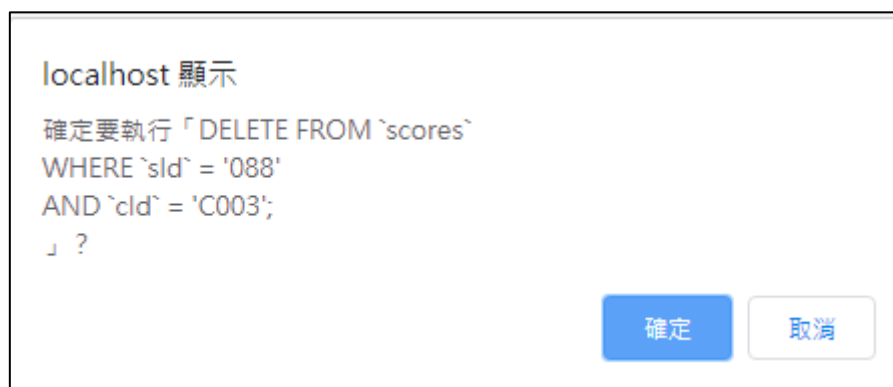 localhost 顯示
確定要執行「DELETE FROM `scores`
WHERE `sId` = '088'
AND `cId` = 'C003';
」?
確定
取消